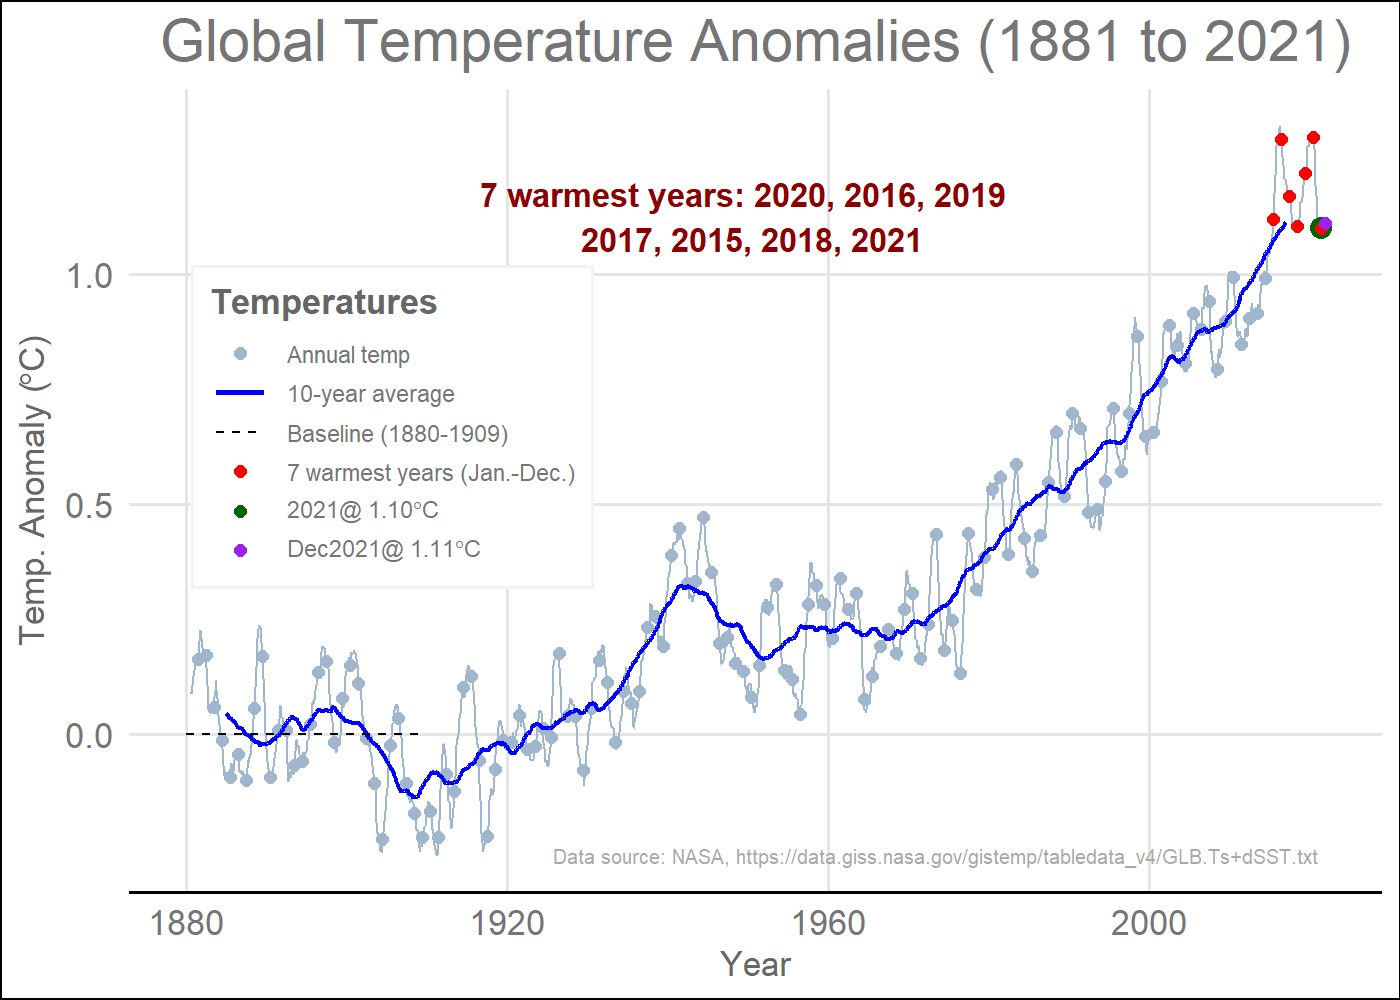 Global Temperature Anomalies (1881 to 2021)
7 warmest years: 2020, 2016, 2019
2017, 2015, 2018, 2021
Temperatures
Annual temp
10-year average
Baseline (1880-1909)
7 warmest years (Jan.-Dec.)
2021@ 1.10°C
Dec2021@ 1.11°C
Temp. Anomaly (°C)
1.0
0.5
0.0
Data source: NASA, https://data.giss.nasa.gov/gistemp/tabledata_v4/GLB.Ts+dSST.txt
1880 1920 1960 2000
Year